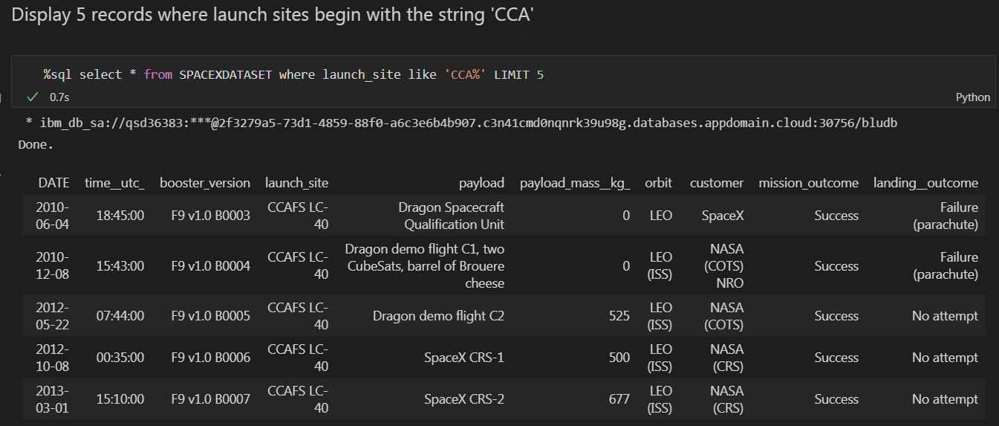 Display 5 records where launch sites begin with the string 'CCA'
%sql select * from SPACEXDATASET where launch_site like 'CCA%' LIMIT 5
✓ 0.7s Python
* ibm_db_sa://qsd36383:***@2f3279a5-73d1-4859-88f0-a6c3e6b4b907.c3n41cmd0nqnrk39u98g.databases.appdomain.cloud:30756/bludb
Done.
DATE time__utc_ booster_version launch_site payload payload_mass__kg_ orbit customer mission_outcome landing__outcome
2010- CCAFS LC- Dragon Spacecraft Failure
18:45:00 F9 v1.0 B0003 0 LEO SpaceX Success
06-04 40 Qualification Unit (parachute)
Dragon demo flight C1, two NASA
2010- CCAFS LC- LEO Failure
15:43:00 F9 v1.0 B0004 CubeSats, barrel of Brouere 0 (COTS) Success
12-08 40 (ISS) (parachute)
cheese NRO
2012- CCAFS LC- LEO NASA
07:44:00 F9 v1.0 B0005 Dragon demo flight C2 525 Success No attempt
05-22 40 (ISS) (COTS)
2012- CCAFS LC- LEO NASA
00:35:00 F9 v1.0 B0006 SpaceX CRS-1 500 Success No attempt
10-08 40 (ISS) (CRS)
2013- CCAFS LC- LEO NASA
15:10:00 F9 v1.0 B0007 SpaceX CRS-2 677 Success No attempt
03-01 40 (ISS) (CRS)